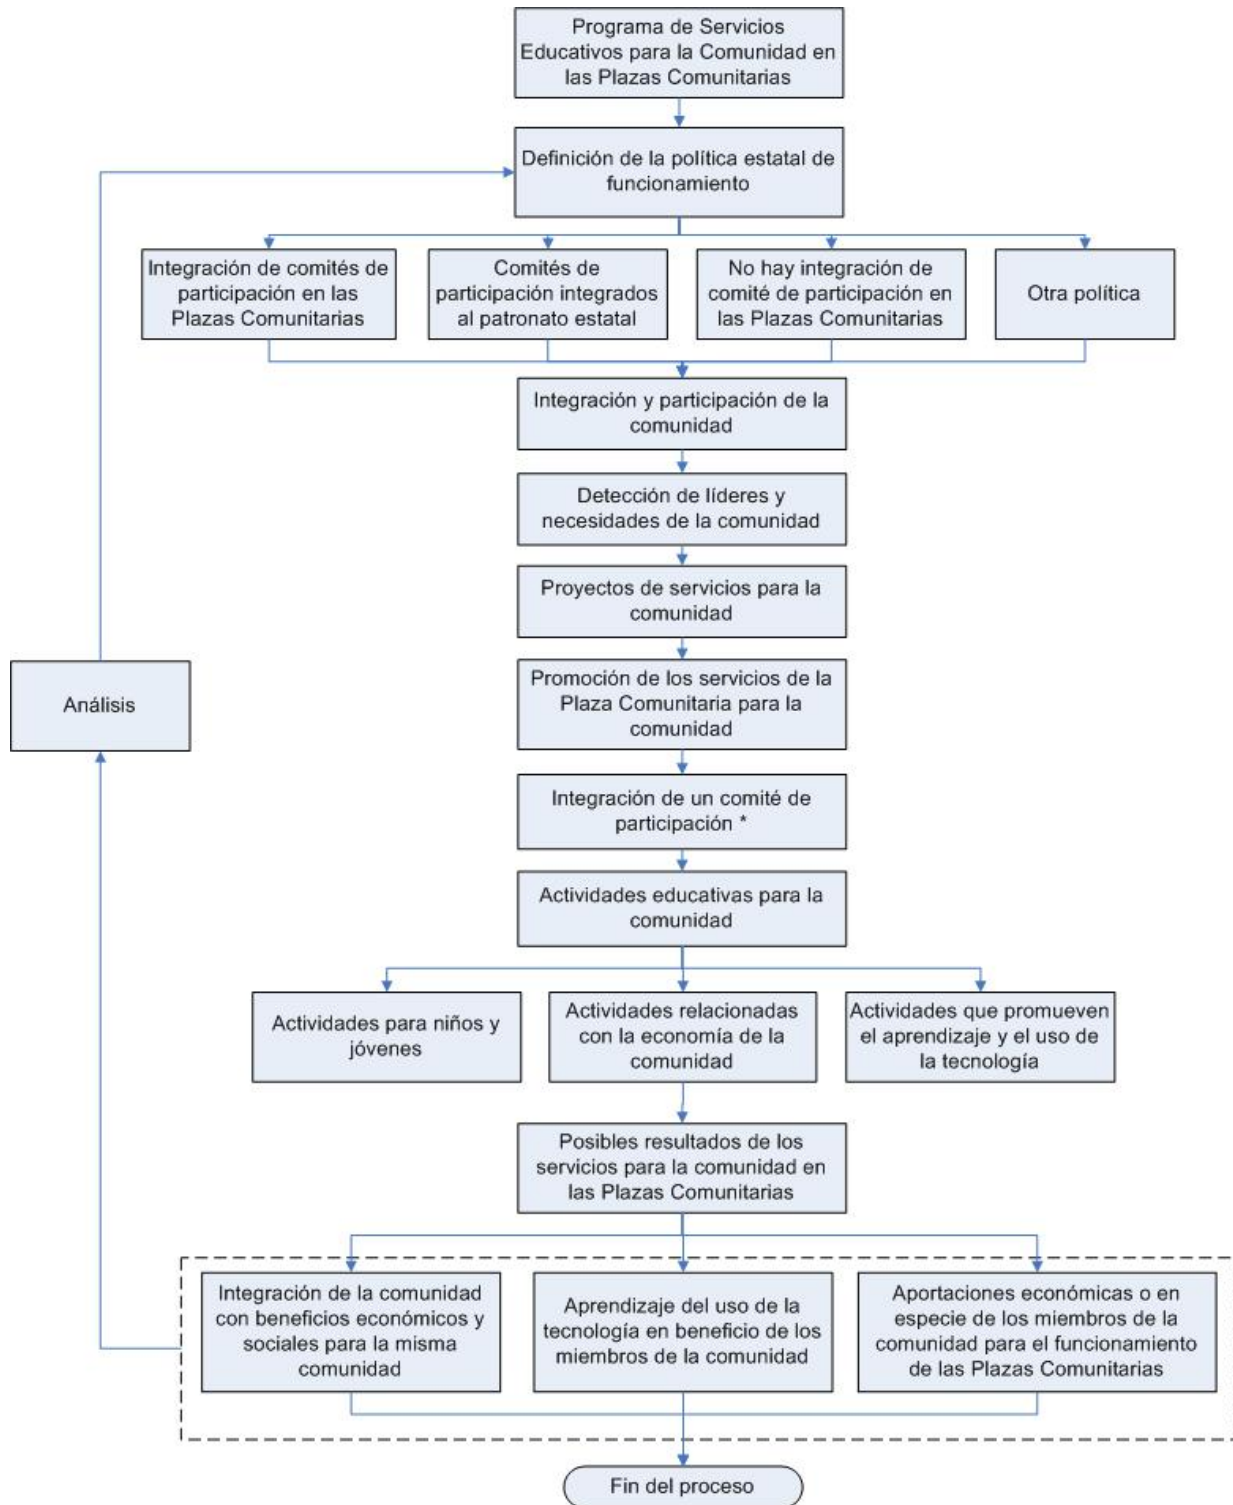 Programa de Servicios
Educativos para la Comunidad en
las Plazas Comunitarias
Definición de la política estatal de
funcionamiento
Integración de comités de
participación en las
Plazas Comunitarias
Comités de
participación integrados
al patronato estatal
No hay integración de
comité de participación en
las Plazas Comunitarias
Otra política
Integración y participación de la
comunidad
Detección de líderes y
necesidades de la comunidad
Proyectos de servicios para la
comunidad
Análisis
Promoción de los servicios de la
Plaza Comunitaria para la
comunidad
Integración de un comité de
participación *
Actividades educativas para la
comunidad
Actividades para niños y
jóvenes
Actividades relacionadas
con la economía de la
comunidad
Actividades que promueven
el aprendizaje y el uso de
la tecnología
Posibles resultados de los
servicios para la comunidad en
las Plazas Comunitarias
Integración de la comunidad
con beneficios económicos y
sociales para la misma
comunidad
Aprendizaje del uso de la
tecnología en beneficio de los
miembros de la comunidad
Aportaciones económicas o en
especie de los miembros de la
comunidad para el funcionamiento
de las Plazas Comunitarias
Fin del proceso